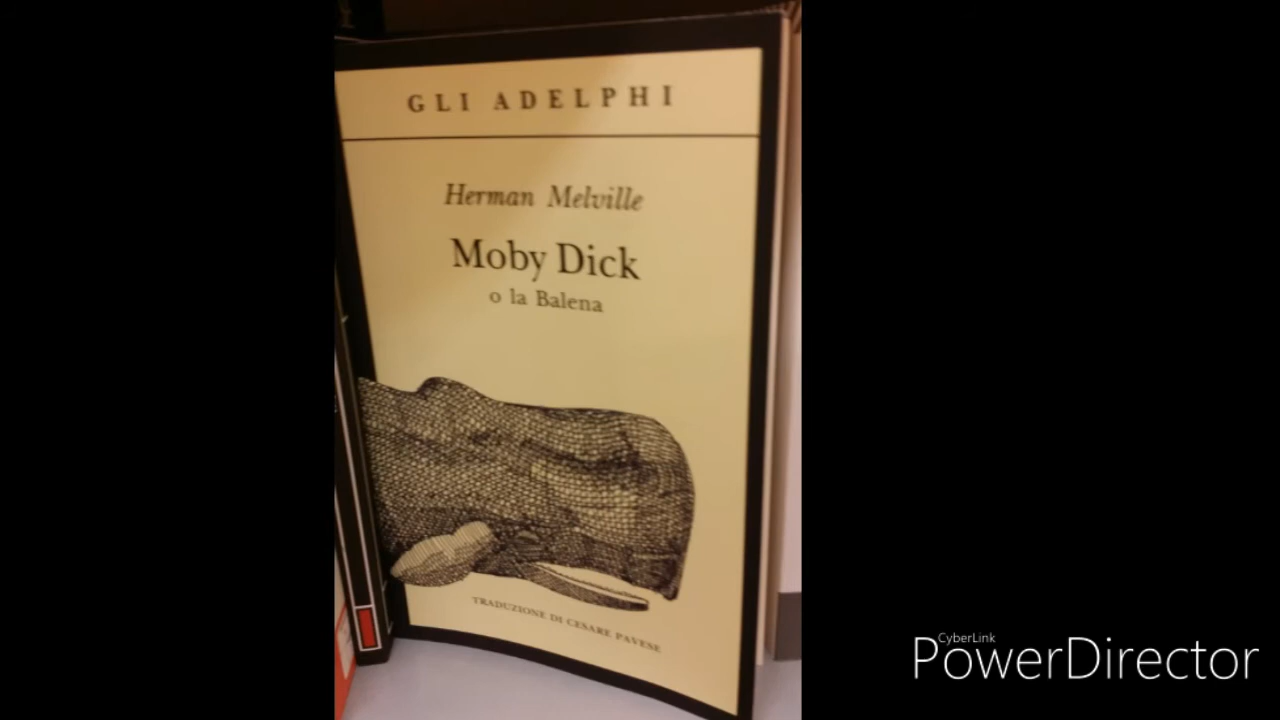 GLI ADELPHI
Herman Melville
Moby Dick
o la Balena
TRADUZIONE DI CESARE PAVESE
CyberLink
PowerDirector